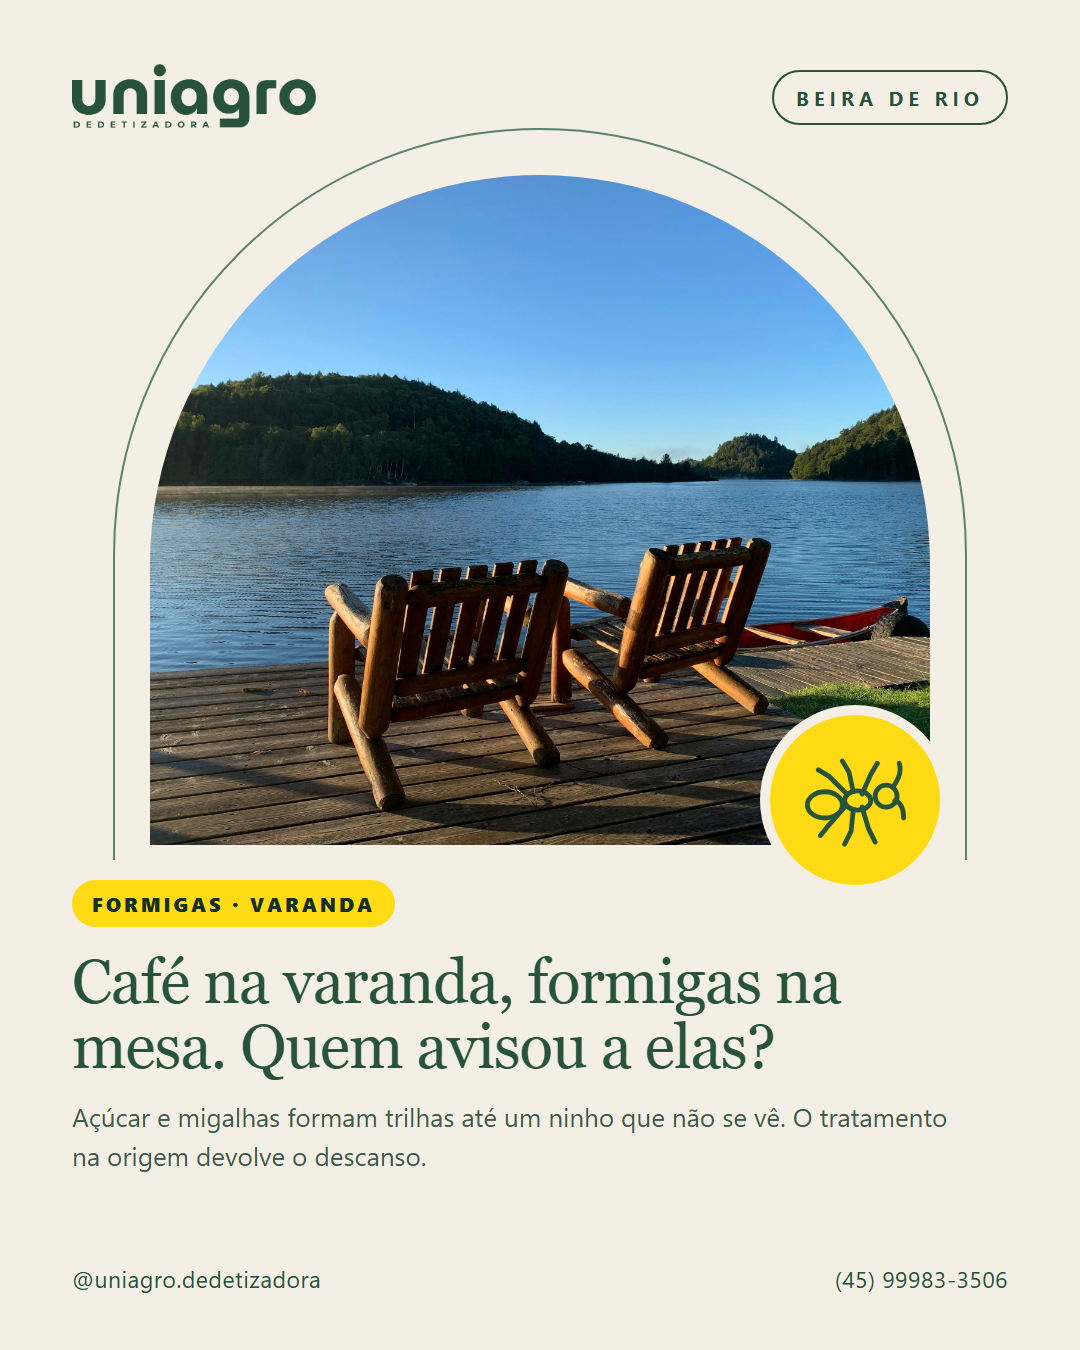 uniagro
DEDETIZADORA
BEIRA DE RIO
FORMIGAS · VARANDA
Café na varanda, formigas na
mesa. Quem avisou a elas?
Açúcar e migalhas formam trilhas até um ninho que não se vê. O tratamento
na origem devolve o descanso.
@uniagro.dedetizadora
(45) 99983-3506